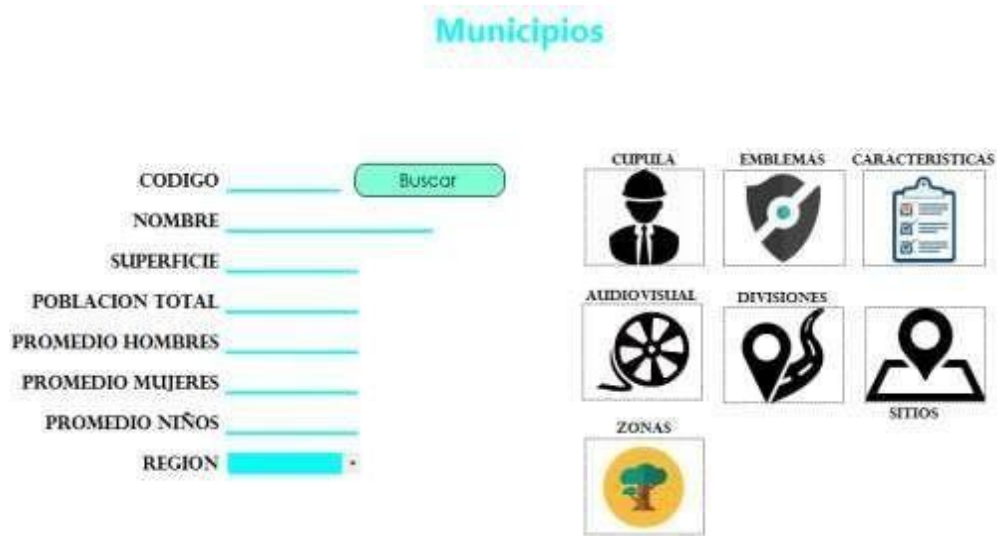 Municipios
CODIGO
Buscar
NOMBRE
SUPERFICIE
POBLACION TOTAL
PROMEDIO HOMBRES
PROMEDIO MUJERES
PROMEDIO NIÑOS
REGION
CUPULA
EMBLEMAS
CARACTERISTICAS
AUDIOVISUAL
DIVISIONES
SITIOS
ZONAS